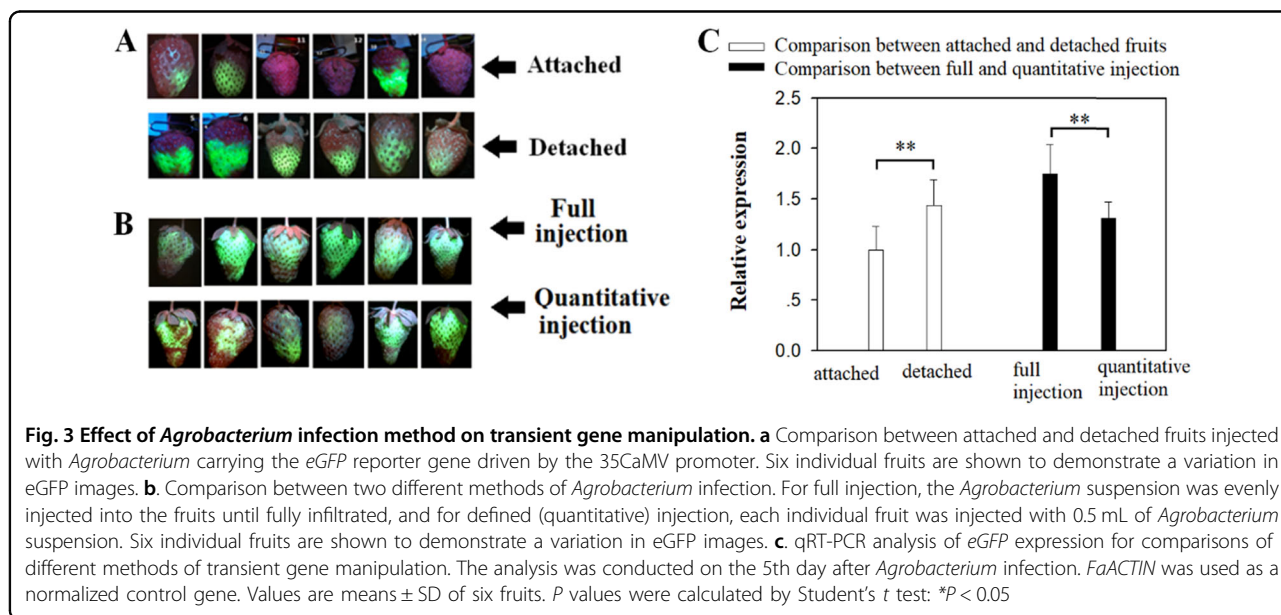 A
Attached
Detached
B
Full
injection
Quantitative
injection
C
Comparison between attached and detached fruits
Comparison between full and quantitative injection
Relative expression
2.5
2.0
1.5
1.0
.5
0.0
**
**
attached
detached
full
injection
quantitative
injection
11
12
5
6
Fig. 3 Effect of Agrobacterium infection method on transient gene manipulation. a Comparison between attached and detached fruits injected
with Agrobacterium carrying the eGFP reporter gene driven by the 35CaMV promoter. Six individual fruits are shown to demonstrate a variation in
eGFP images. b. Comparison between two different methods of Agrobacterium infection. For full injection, the Agrobacterium suspension was evenly
injected into the fruits until fully infiltrated, and for defined (quantitative) injection, each individual fruit was injected with 0.5 mL of Agrobacterium
suspension. Six individual fruits are shown to demonstrate a variation in eGFP images. c. qRT-PCR analysis of eGFP expression for comparisons of
different methods of transient gene manipulation. The analysis was conducted on the 5th day after Agrobacterium infection. FaACTIN was used as a
normalized control gene. Values are means ± SD of six fruits. P values were calculated by Student's t test: *P < 0.05